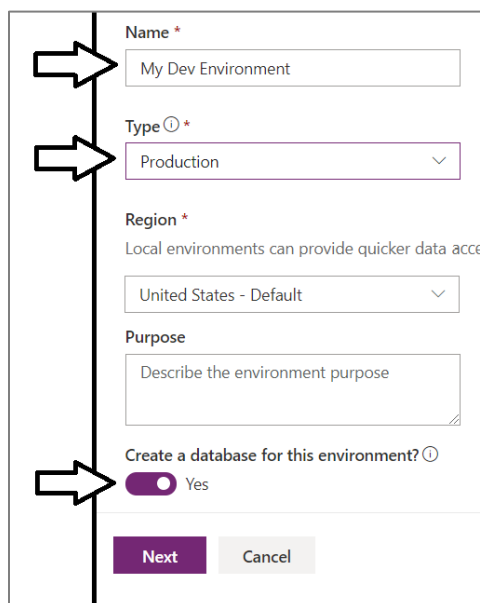 Name *
My Dev Environment
Type *
Production
Region *
Local environments can provide quicker data acce
United States - Default
Purpose
Describe the environment purpose
Create a database for this environment?
Yes
Next Cancel